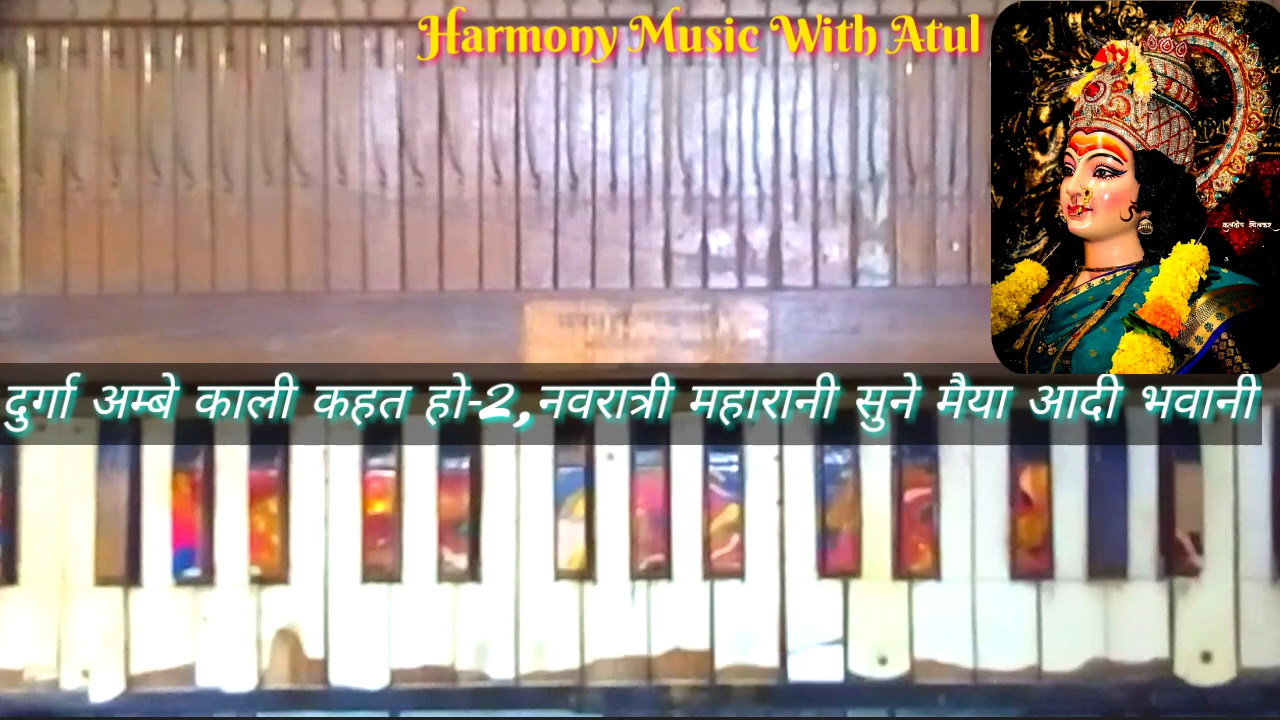 Harmony Music With Atul
दुर्गा अम्बे काली कहत हो-2,नवरात्री महारानी सुने मैया आदी भवानी